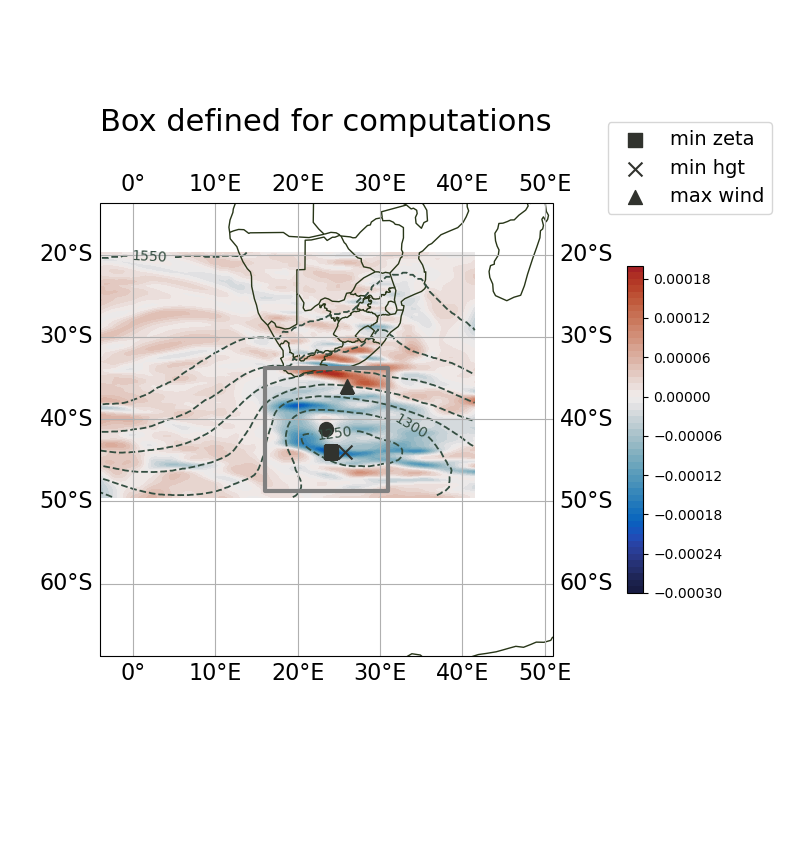 Box defined for computations
min zeta
min hgt
max wind
0° 10°E 20°E 30°E 40°E 50°E
20°S 1550 20°S
30°S 30°S
40°S 1300 40°S
50°S 50°S
60°S 60°S
0° 10°E 20°E 30°E 40°E 50°E
0.00018
0.00012
0.00006
0.00000
−0.00006
−0.00012
−0.00018
−0.00024
−0.00030